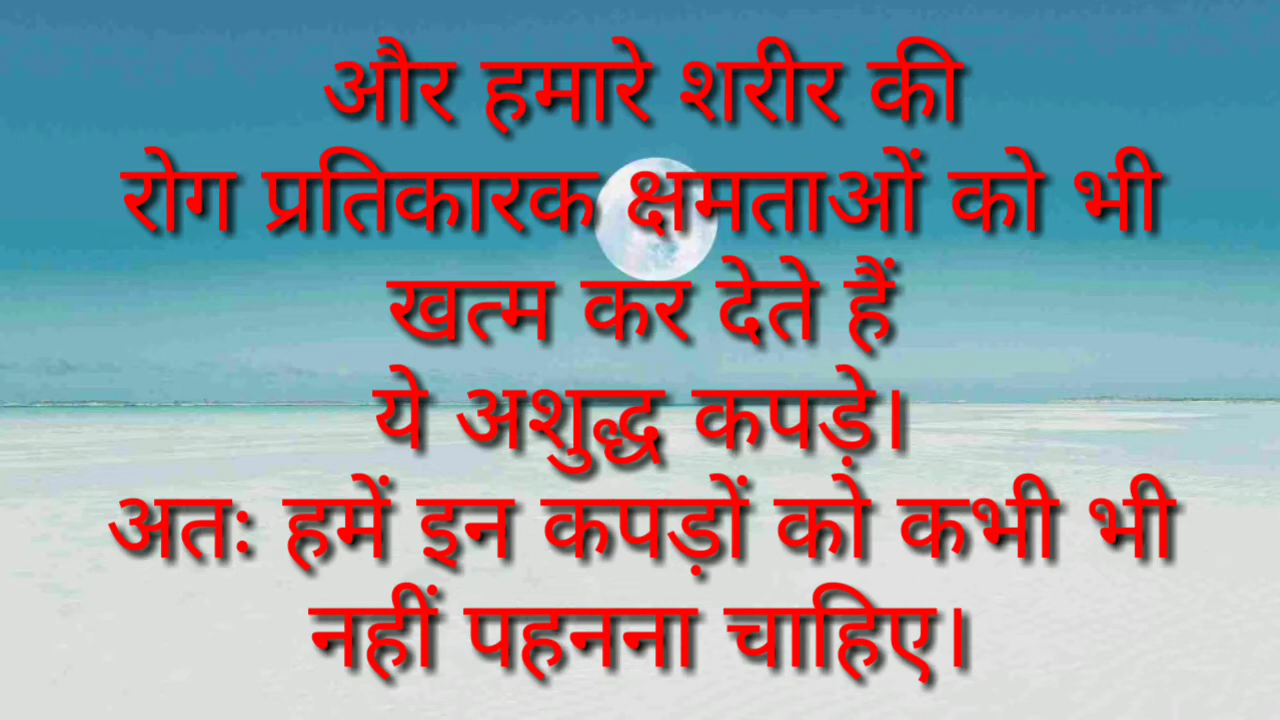 और हमारे शरीर की
रोग प्रतिकारक क्षमताओं को भी
खत्म कर देते हैं
ये अशुद्ध कपड़े।
अतः हमें इन कपड़ों को कभी भी
नहीं पहनना चाहिए।